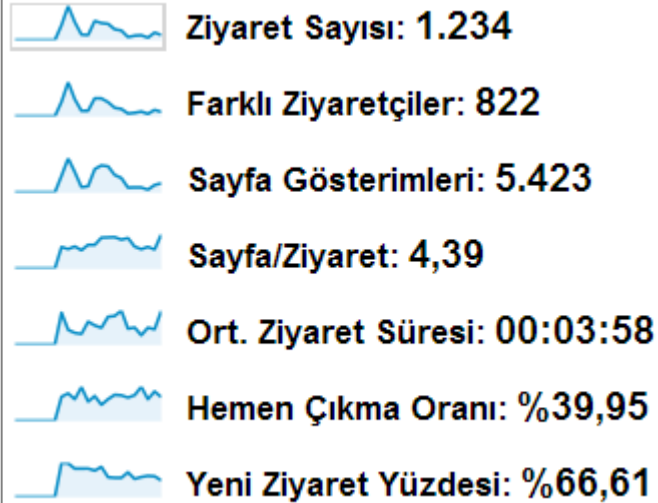 Ziyaret Sayısı: 1.234
Farklı Ziyaretçiler: 822
Sayfa Gösterimleri: 5.423
Sayfa/Ziyaret: 4,39
Ort. Ziyaret Süresi: 00:03:58
Hemen Çıkma Oranı: %39,95
Yeni Ziyaret Yüzdesi: %66,61